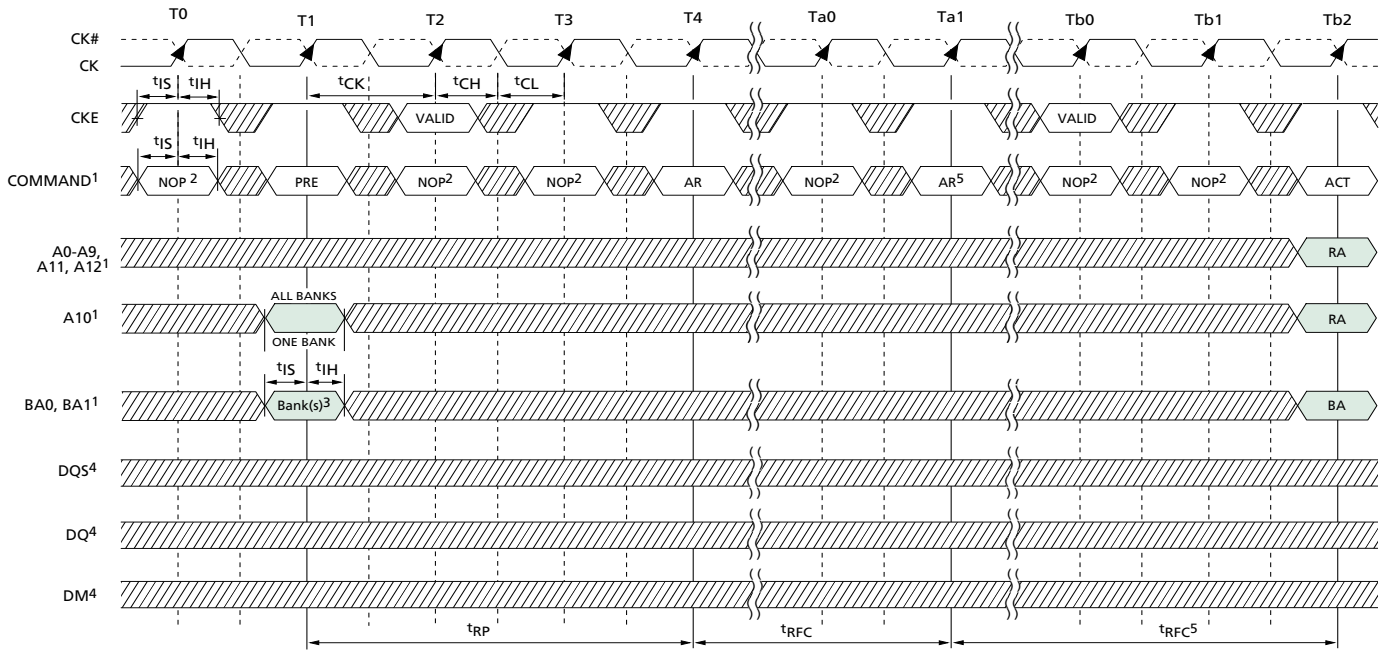 T0 T1 T2 T3 T4 Ta0 Ta1 Tb0 Tb1 Tb2
CK#
CK
tIS tIH tCK tCH tCL
CKE VALID VALID
tIS tIH
COMMAND1 NOP2 PRE NOP2 NOP2 AR NOP2 AR5 NOP2 NOP2 ACT
A0-A9,
A11, A121 RA
ALL BANKS
A101 RA
ONE BANK
tIS tIH
BA0, BA11 Bank(s)3 BA
DQS4
DQ4
DM4
tRP tRFC tRFC5